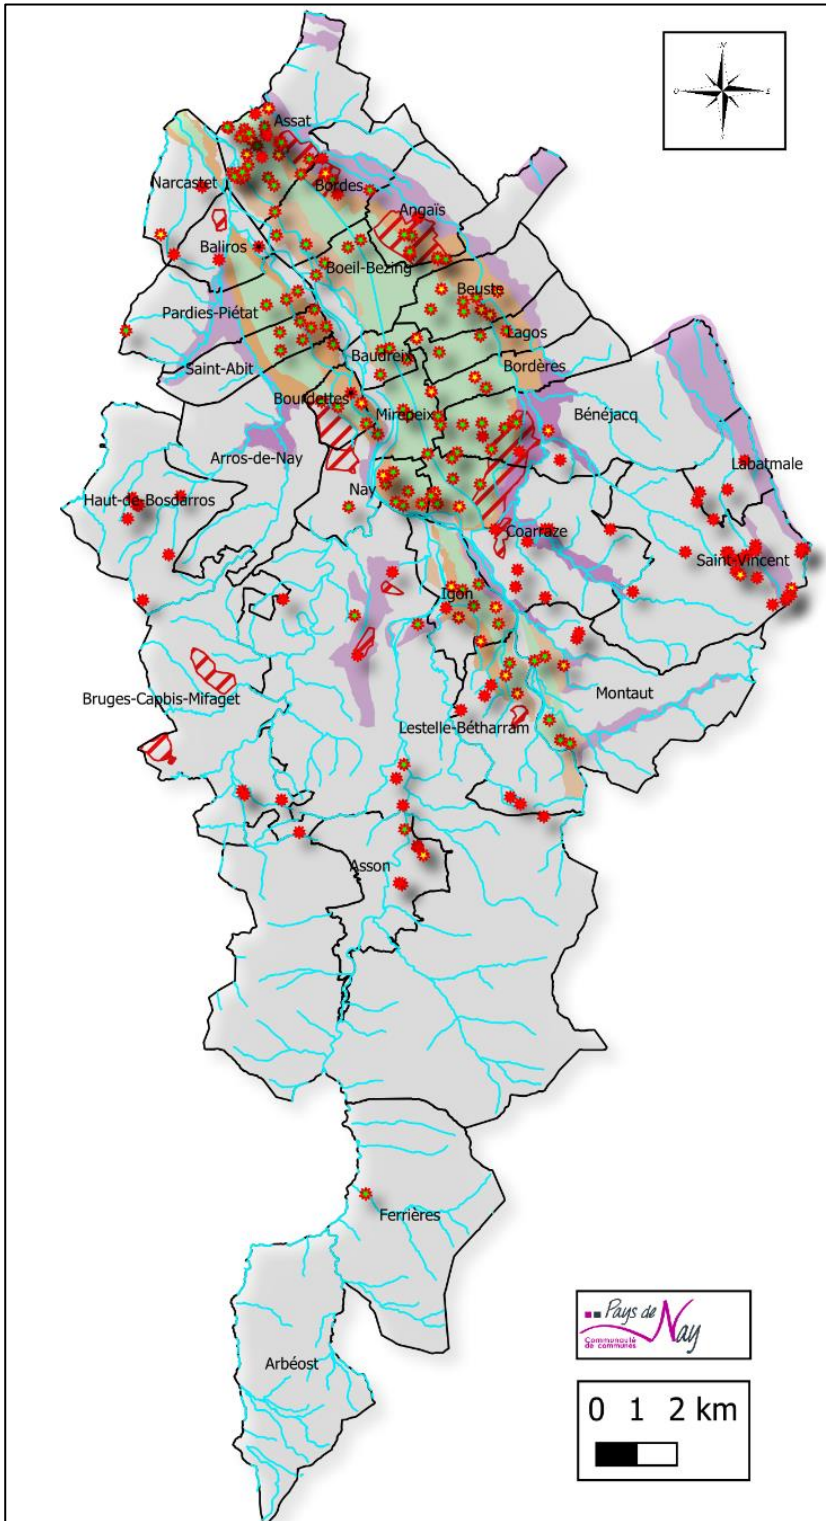 N
O
E
S
Assat
Narcastet
Bordes
Angaïs
Baliros
Boeil-Bezing
Beuste
Pardies-Piétat
Lagos
Baudreix
Saint-Abit
Bordères
Bourdettes
Mirepeix
Bénéjacq
Arros-de-Nay
Labatmale
Nay
Haut-de-Bosdarros
Coarraze
Saint-Vincent
Igon
Bruges-Capbis-Mifaget
Montaut
Lestelle-Bétharram
Asson
Ferrières
Arbéost
Pays de
Nay
Communauté
de communes
0 1 2 km